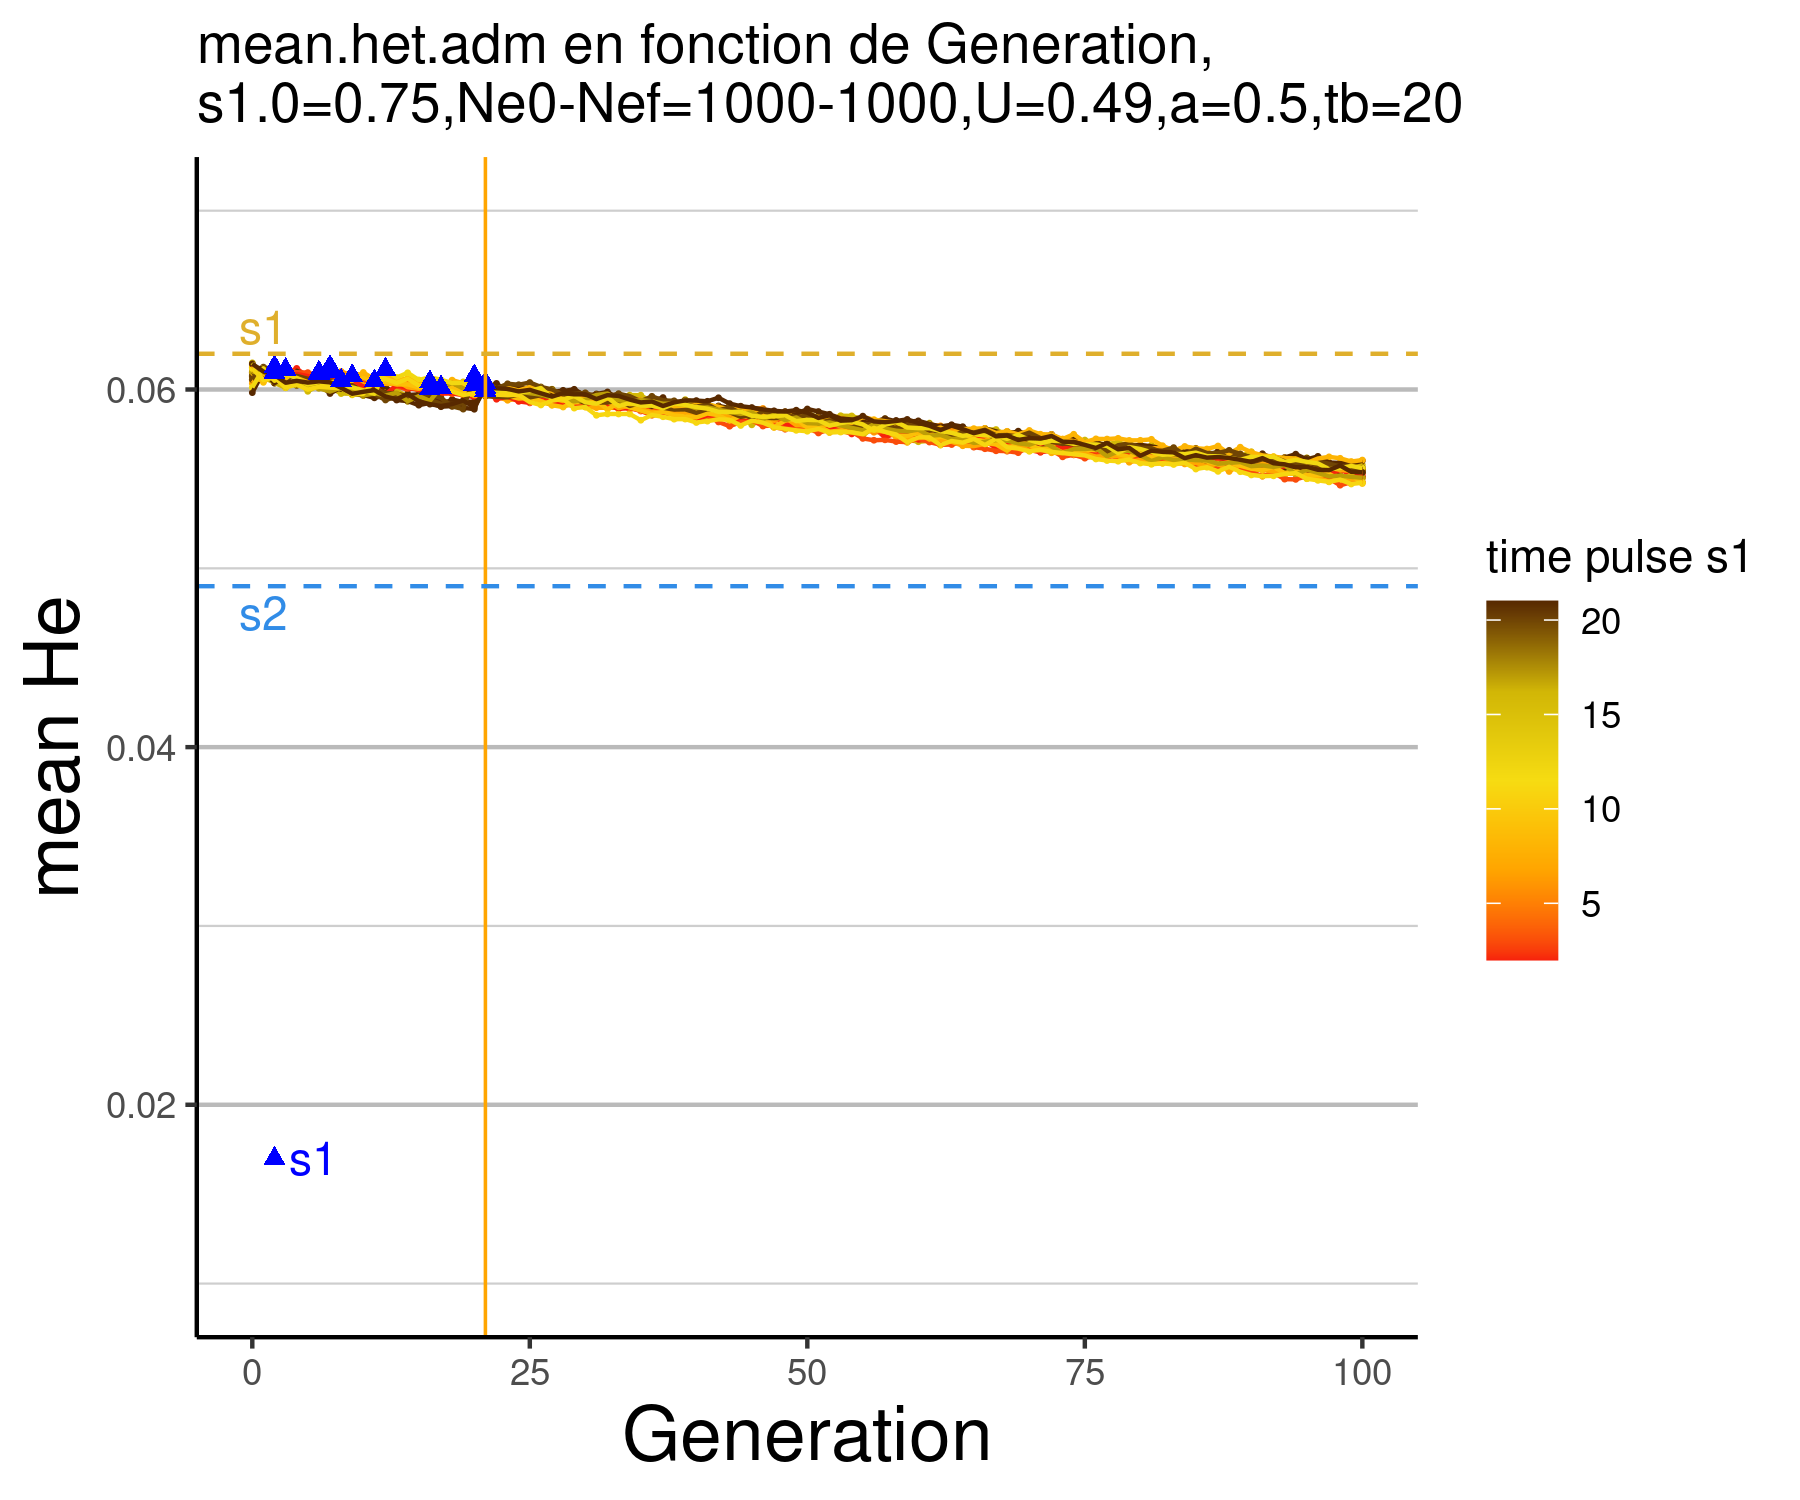 mean.het.adm en fonction de Generation,
s1.0=0.75,Ne0-Nef=1000-1000,U=0.49,a=0.5,tb=20
s1
0.06
s2
time pulse s1
20
15
10
5
mean He
0.04
0.02
s1
0
25
50
75
100
Generation